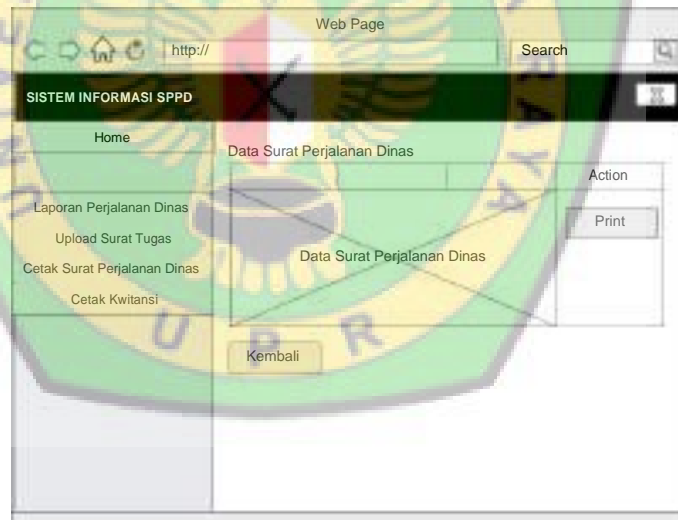 Web Page
http://
Search
SISTEM INFORMASI SPPD
Home
Data Surat Perjalanan Dinas
Action
Laporan Perjalanan Dinas
Print
Upload Surat Tugas
Data Surat Perjalanan Dinas
Cetak Surat Perjalanan Dinas
Cetak Kwitansi
Kembali
U P R
RAYA